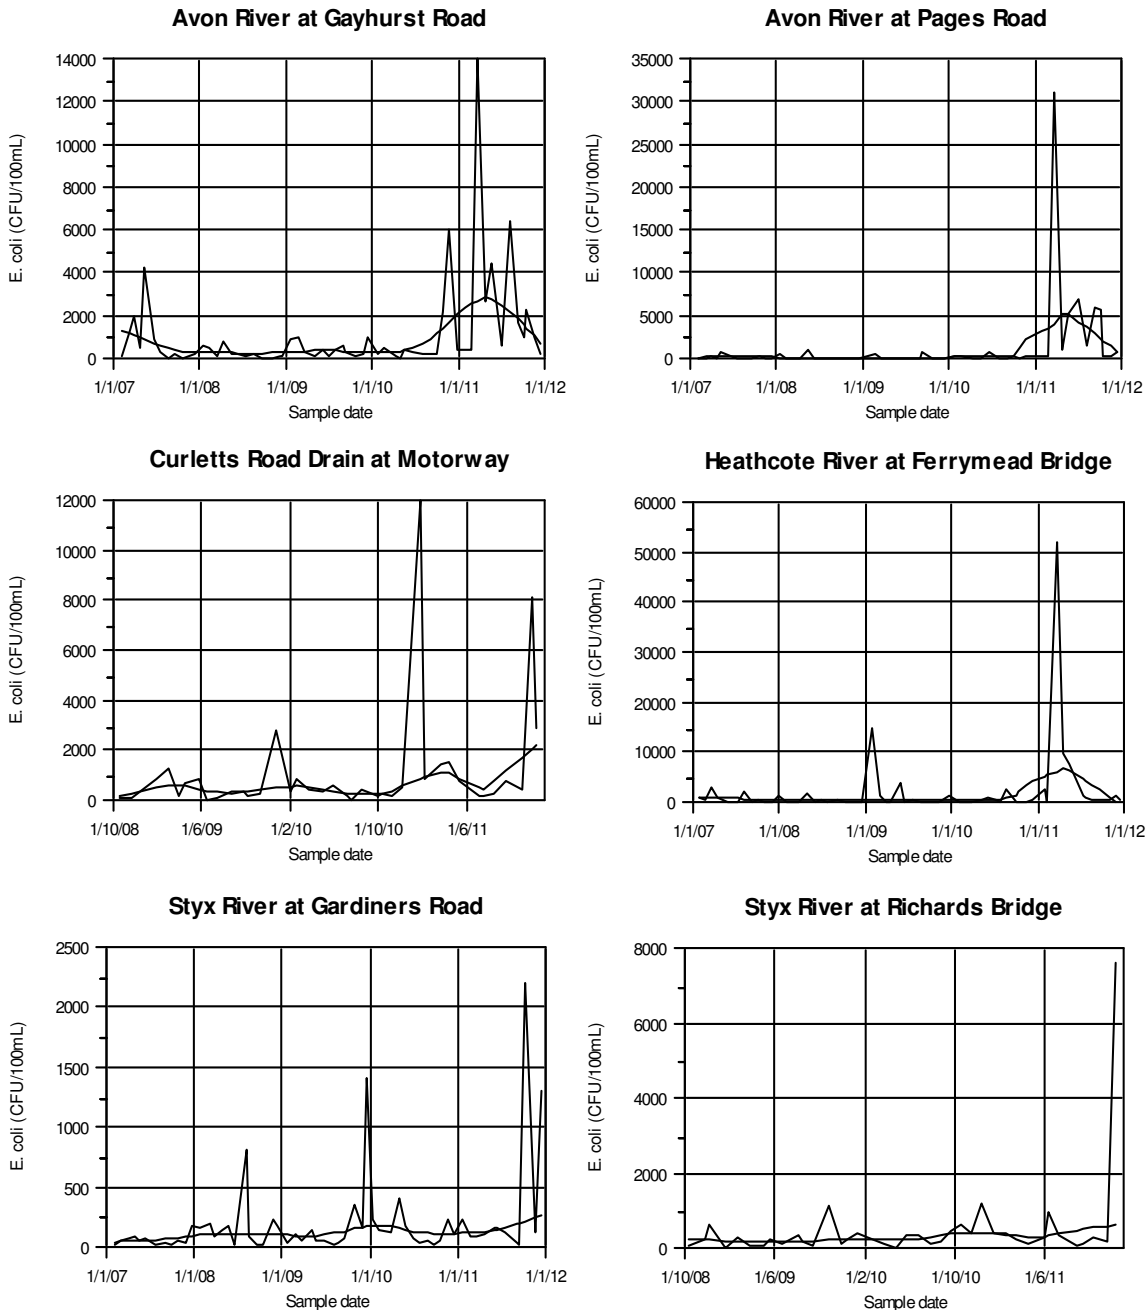 Avon River at Gayhurst Road
E. coli (CFU/100mL)
14000
12000
10000
8000
6000
4000
2000
0
1/1/07 1/1/08 1/1/09 1/1/10 1/1/11 1/1/12
Sample date
Avon River at Pages Road
E. coli (CFU/100mL)
35000
30000
25000
20000
15000
10000
5000
0
1/1/07 1/1/08 1/1/09 1/1/10 1/1/11 1/1/12
Sample date
Curletts Road Drain at Motorway
E. coli (CFU/100mL)
12000
10000
8000
6000
4000
2000
0
1/10/08 1/6/09 1/2/10 1/10/10 1/6/11
Sample date
Heathcote River at Ferrymead Bridge
E. coli (CFU/100mL)
60000
50000
40000
30000
20000
10000
0
1/1/07 1/1/08 1/1/09 1/1/10 1/1/11 1/1/12
Sample date
Styx River at Gardiners Road
E. coli (CFU/100mL)
2500
2000
1500
1000
500
0
1/1/07 1/1/08 1/1/09 1/1/10 1/1/11 1/1/12
Sample date
Styx River at Richards Bridge
E. coli (CFU/100mL)
8000
6000
4000
2000
0
1/10/08 1/6/09 1/2/10 1/10/10 1/6/11
Sample date